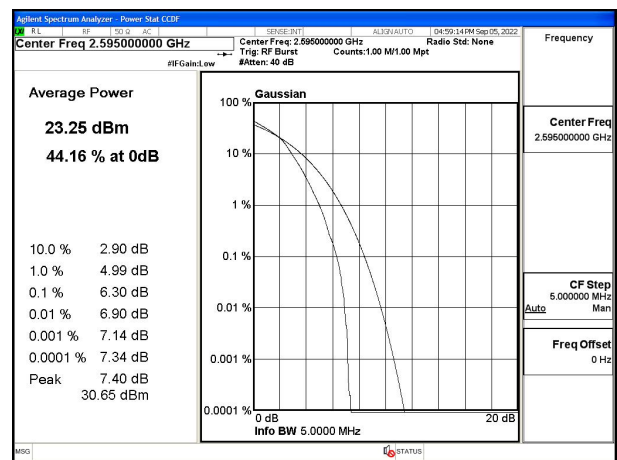 Agilent Spectrum Analyzer - Power Stat CCDF
RL RF 50 Ω AC SENSE:INT ALIGN AUTO 04:59:14 PM Sep 05, 2022
Center Freq 2.595000000 GHz
Center Freq: 2.595000000 GHz Radio Std: None
Trig: RF Burst Counts:1.00 M/1.00 Mpt
#IFGain:Low #Atten: 40 dB
Frequency
Average Power
23.25 dBm
44.16 % at 0dB
10.0 % 2.90 dB
1.0 % 4.99 dB
0.1 % 6.30 dB
0.01 % 6.90 dB
0.001 % 7.14 dB
0.0001 % 7.34 dB
Peak 7.40 dB
30.65 dBm
Gaussian
100 %
10 %
1 %
0.1 %
0.01 %
0.001 %
0.0001 %
0 dB 20 dB
Info BW 5.0000 MHz
Center Freq
2.595000000 GHz
CF Step
5.000000 MHz
Auto Man
Freq Offset
0 Hz
MSG STATUS